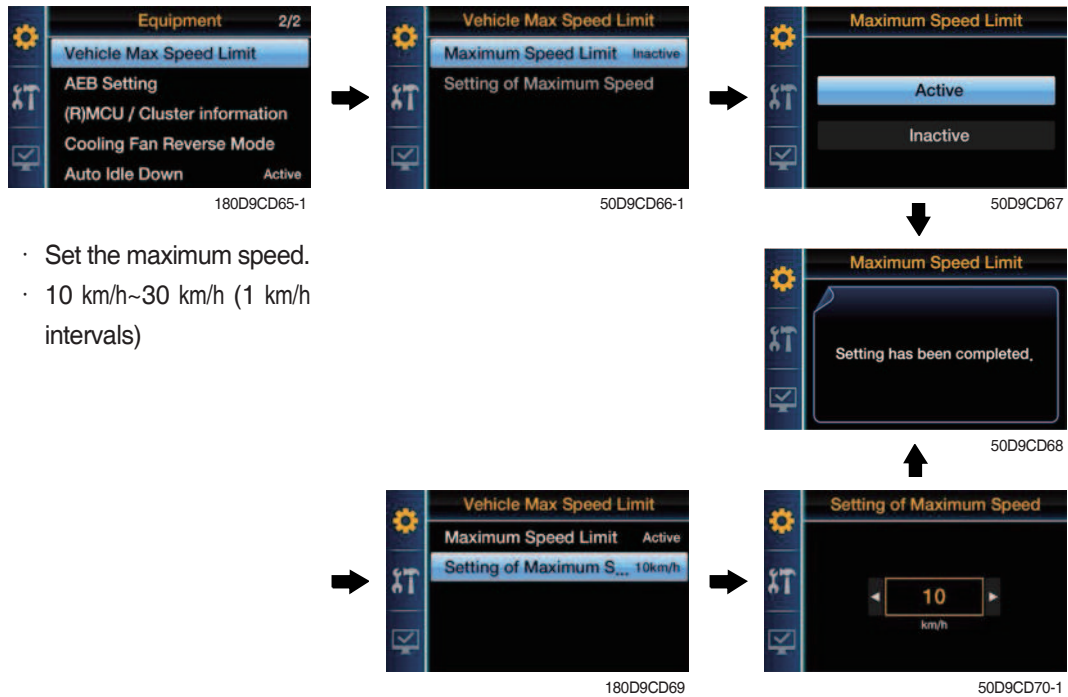 Equipment 2/2
Vehicle Max Speed Limit
AEB Setting
(R)MCU / Cluster information
Cooling Fan Reverse Mode
Auto Idle Down Active
180D9CD65-1
Vehicle Max Speed Limit
Maximum Speed Limit Inactive
Setting of Maximum Speed
50D9CD66-1
Maximum Speed Limit
Active
Inactive
50D9CD67
· Set the maximum speed.
· 10 km/h~30 km/h (1 km/h
intervals)
Maximum Speed Limit
Setting has been completed.
50D9CD68
Vehicle Max Speed Limit
Maximum Speed Limit Active
Setting of Maximum S... 10km/h
180D9CD69
Setting of Maximum Speed
10
km/h
50D9CD70-1